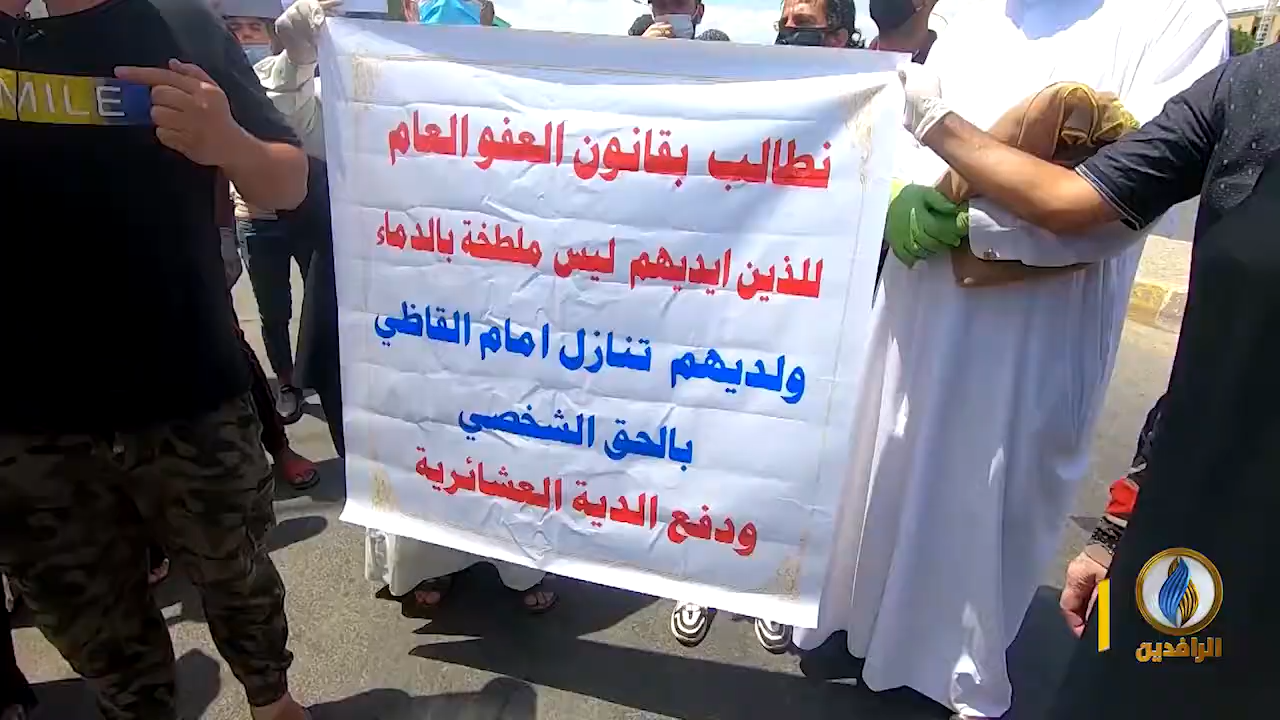 MILE
نطالب بقانون العفو العام
للذين ايديهم ليس ملطخة بالدماء
ولديهم تنازل امام القاظي
بالحق الشخصي
ودفع الدية العشائرية
الرافدين